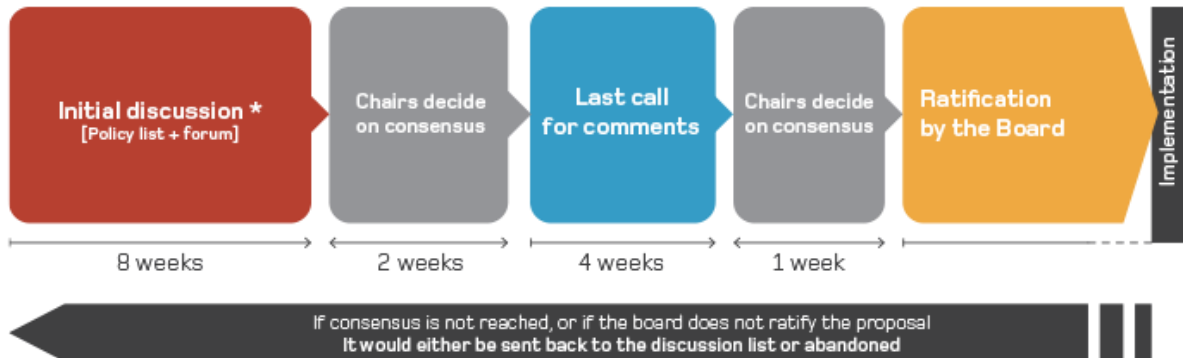 Initial discussion *
[Policy list + forum]
Chairs decide
on consensus
Last call
for comments
Chairs decide
on consensus
Ratification
by the Board
Implementation
8 weeks
2 weeks
4 weeks
1 week
If consensus is not reached, or if the board does not ratify the proposal
It would either be sent back to the discussion list or abandoned